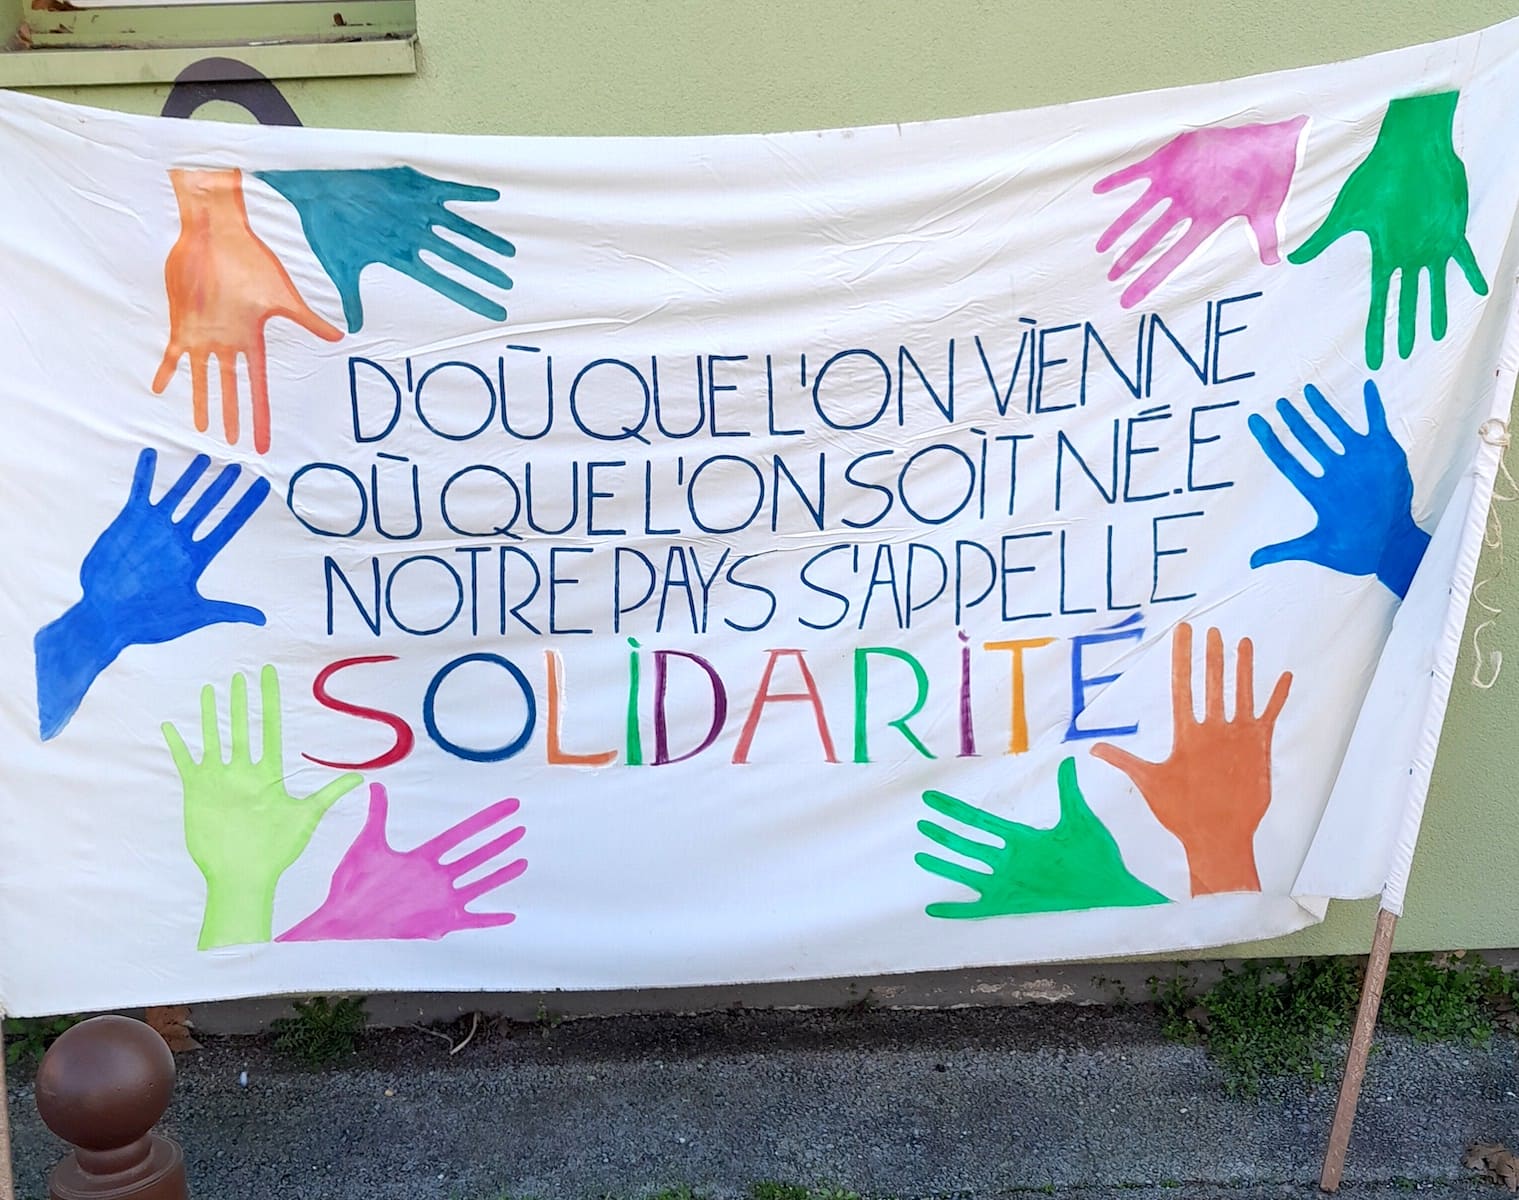 D'OÙ QUE L'ON VIENNE
OÙ QUE L'ON SOIT NÉ.E
NOTRE PAYS S'APPELLE
SOLIDARITÉ